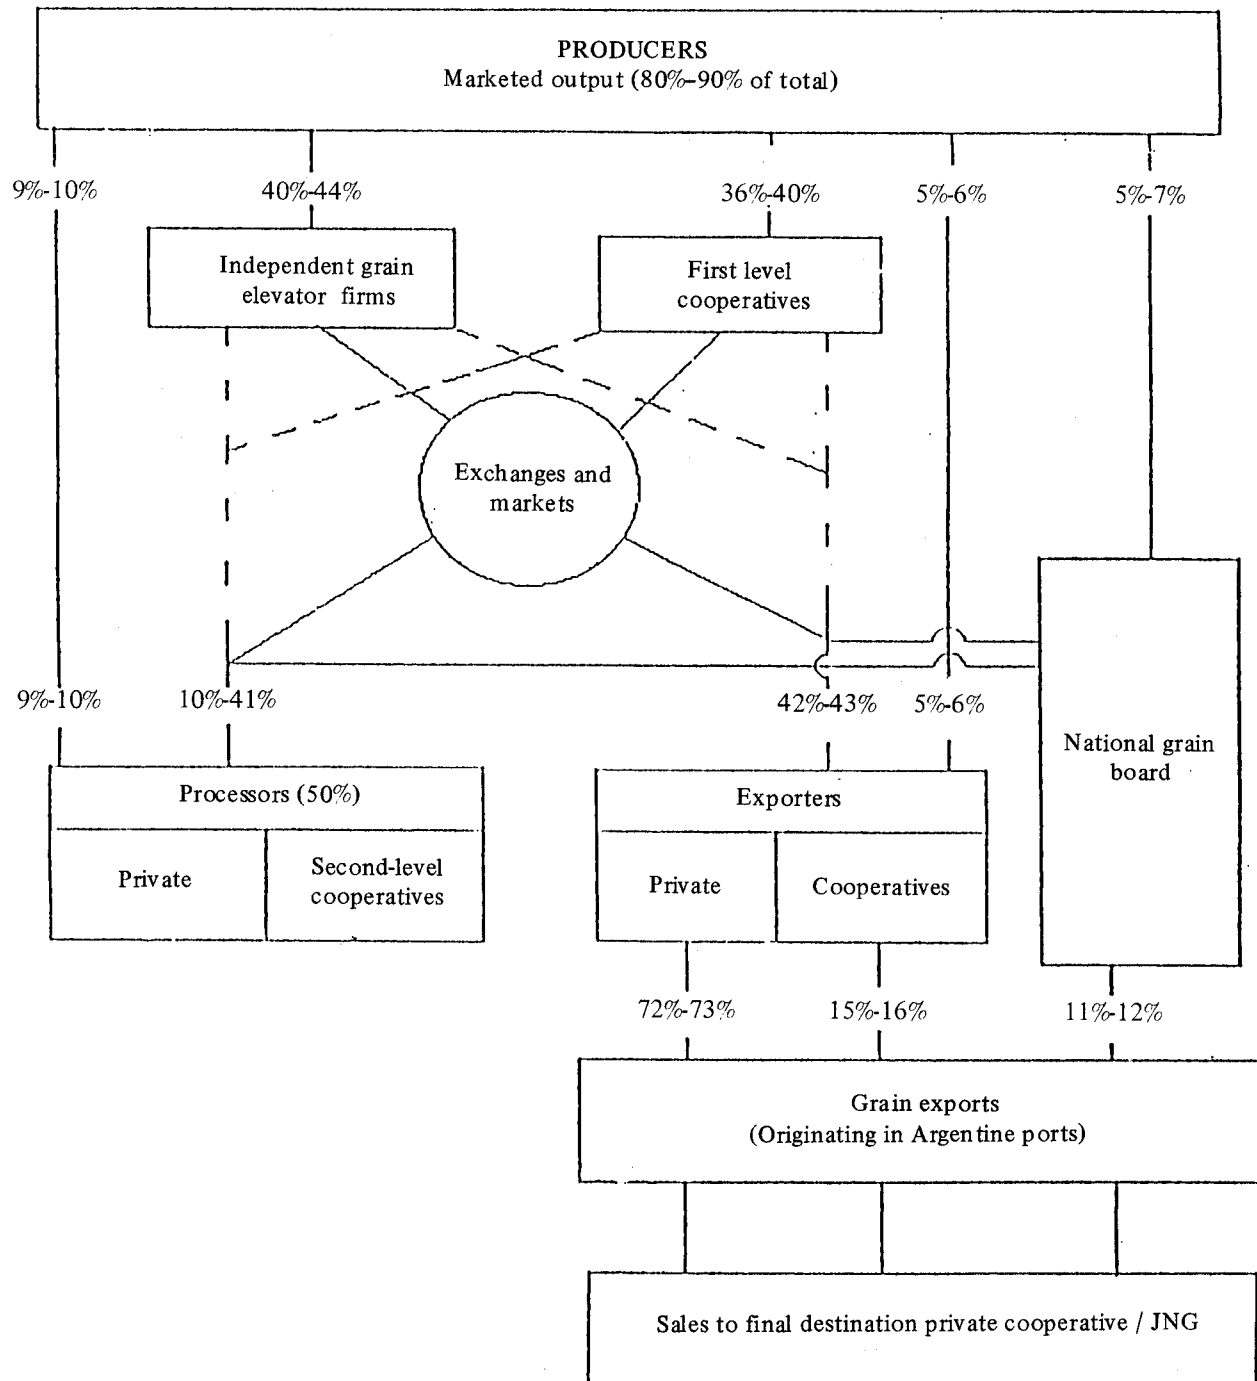 PRODUCERS
Marketed output (80%–90% of total)
9%-10%
40%-44%
36%-40%
5%-6%
5%-7%
Independent grain
elevator firms
First level
cooperatives
Exchanges and
markets
9%-10%
10%-41%
42%-43%
5%-6%
National grain
board
Processors (50%)
Private
Second-level
cooperatives
Exporters
Private
Cooperatives
72%-73%
15%-16%
11%-12%
Grain exports
(Originating in Argentine ports)
Sales to final destination private cooperative / JNG